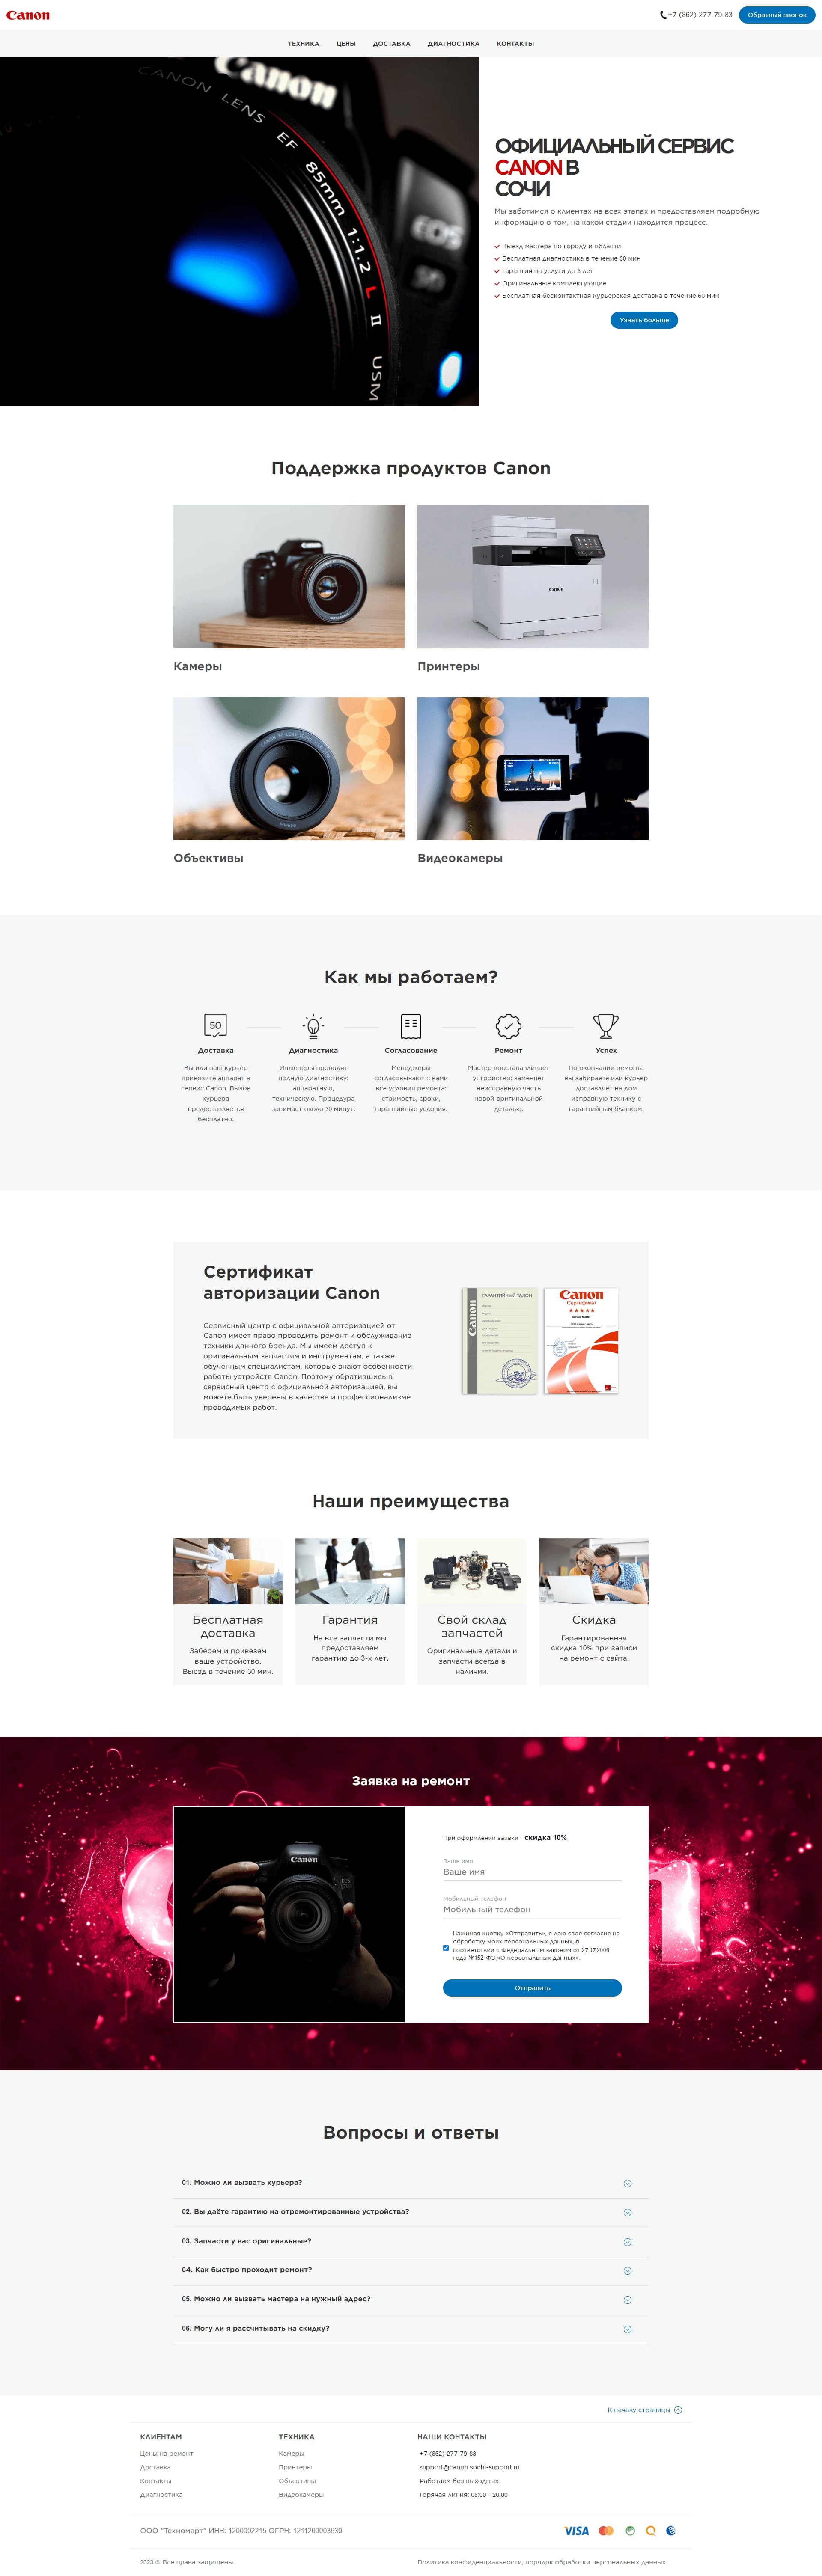 Canon
+7 (862) 277-79-83
Обратный звонок
ТЕХНИКА
ЦЕНЫ
ДОСТАВКА
ДИАГНОСТИКА
КОНТАКТЫ
Canon
CANON LENS EF 85mm 1:1.2 L II USM
EOS
ОФИЦИАЛЬНЫЙ СЕРВИС
CANON В
СОЧИ
Мы заботимся о клиентах на всех этапах и предоставляем подробную
информацию о том, на какой стадии находится процесс.
Выезд мастера по городу и области
Бесплатная диагностика в течение 30 мин
Гарантия на услуги до 3 лет
Оригинальные комплектующие
Бесплатная бесконтактная курьерская доставка в течение 60 мин
Узнать больше
Поддержка продуктов Canon
Canon
Камеры
Принтеры
Объективы
Видеокамеры
Как мы работаем?
50
Доставка
Вы или наш курьер
привозите аппарат в
сервис Canon. Вызов
курьера
предоставляется
бесплатно.
Диагностика
Инженеры проводят
полную диагностику:
аппаратную,
техническую. Процедура
занимает около 30 минут.
Согласование
Менеджеры
согласовывают с вами
все условия ремонта:
стоимость, сроки,
гарантийные условия.
Ремонт
Мастер восстанавливает
устройство: заменяет
неисправную часть
новой оригинальной
деталью.
Успех
По окончании ремонта
вы забираете или курьер
доставляет на дом
исправную технику с
гарантийным бланком.
Сертификат
авторизации Canon
Сервисный центр с официальной авторизацией от
Canon имеет право проводить ремонт и обслуживание
техники данного бренда. Мы имеем доступ к
оригинальным запчастям и инструментам, а также
обученным специалистам, которые знают особенности
работы устройств Canon. Поэтому обратившись в
сервисный центр с официальной авторизацией, вы
можете быть уверены в качестве и профессионализме
проводимых работ.
Canon
ГАРАНТИЙНЫЙ ТАЛОН
Canon
Сертификат
Наши преимущества
Бесплатная
доставка
Заберем и привезем
ваше устройство.
Выезд в течение 30 мин.
Гарантия
На все запчасти мы
предоставляем
гарантию до 3-х лет.
Свой склад
запчастей
Оригинальные детали и
запчасти всегда в
наличии.
Скидка
Гарантированная
скидка 10% при записи
на ремонт с сайта.
Заявка на ремонт
Canon
При оформлении заявки - скидка 10%
Ваше имя
Ваше имя
Мобильный телефон
Мобильный телефон
Нажимая кнопку «Отправить», я даю свое согласие на
обработку моих персональных данных, в
соответствии с Федеральным законом от 27.07.2006
года №152-ФЗ «О персональных данных».
Отправить
Вопросы и ответы
01. Можно ли вызвать курьера?
02. Вы даёте гарантию на отремонтированные устройства?
03. Запчасти у вас оригинальные?
04. Как быстро проходит ремонт?
05. Можно ли вызвать мастера на нужный адрес?
06. Могу ли я рассчитывать на скидку?
К началу страницы
КЛИЕНТАМ
Цены на ремонт
Доставка
Контакты
Диагностика
ТЕХНИКА
Камеры
Принтеры
Объективы
Видеокамеры
НАШИ КОНТАКТЫ
+7 (862) 277-79-83
support@canon.sochi-support.ru
Работаем без выходных
Горячая линия: 08:00 - 20:00
ООО "Техномарт" ИНН: 1200002215 ОГРН: 1211200003630
VISA
2023 © Все права защищены.
Политика конфиденциальности, порядок обработки персональных данных